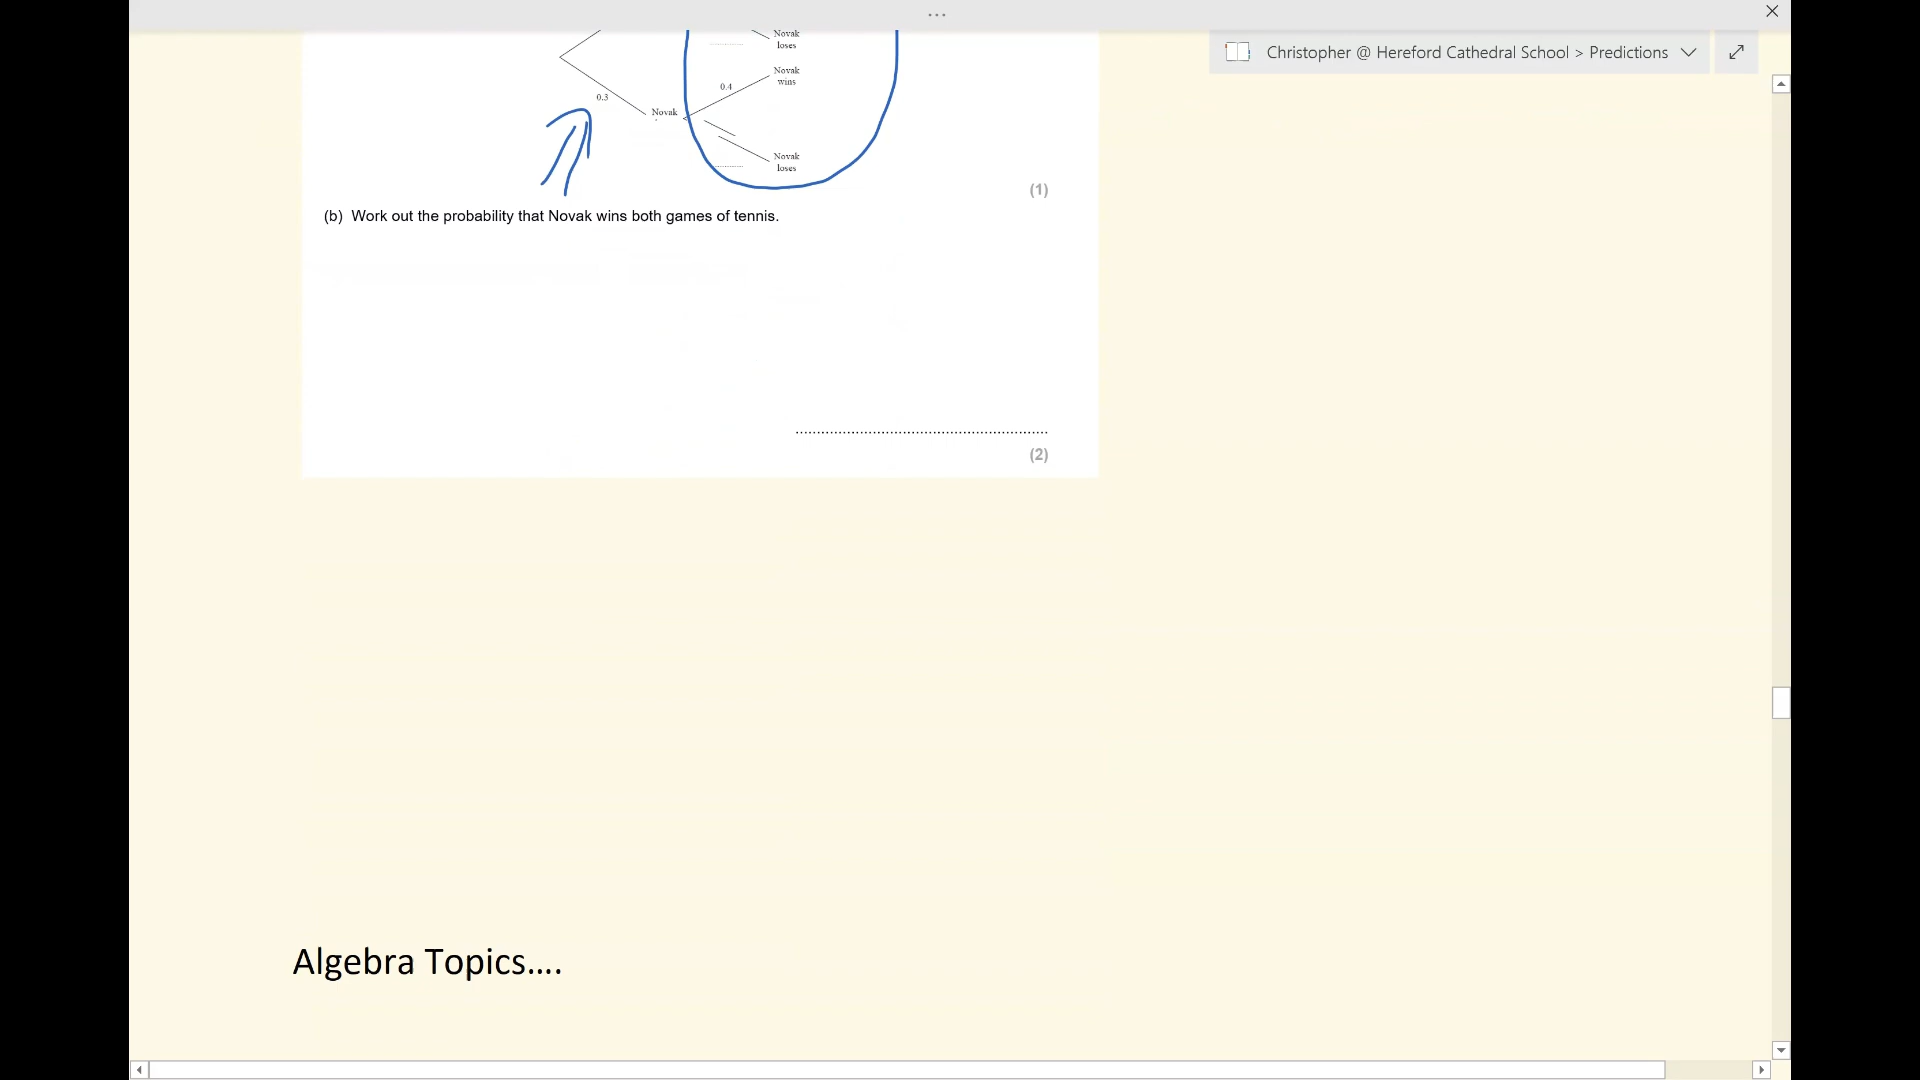 ...
Christopher @ Hereford Cathedral School > Predictions
Novak
loses
Novak
wins
0.4
0.3
Novak
Novak
loses
(1)
(b) Work out the probability that Novak wins both games of tennis.
(2)
Algebra Topics....